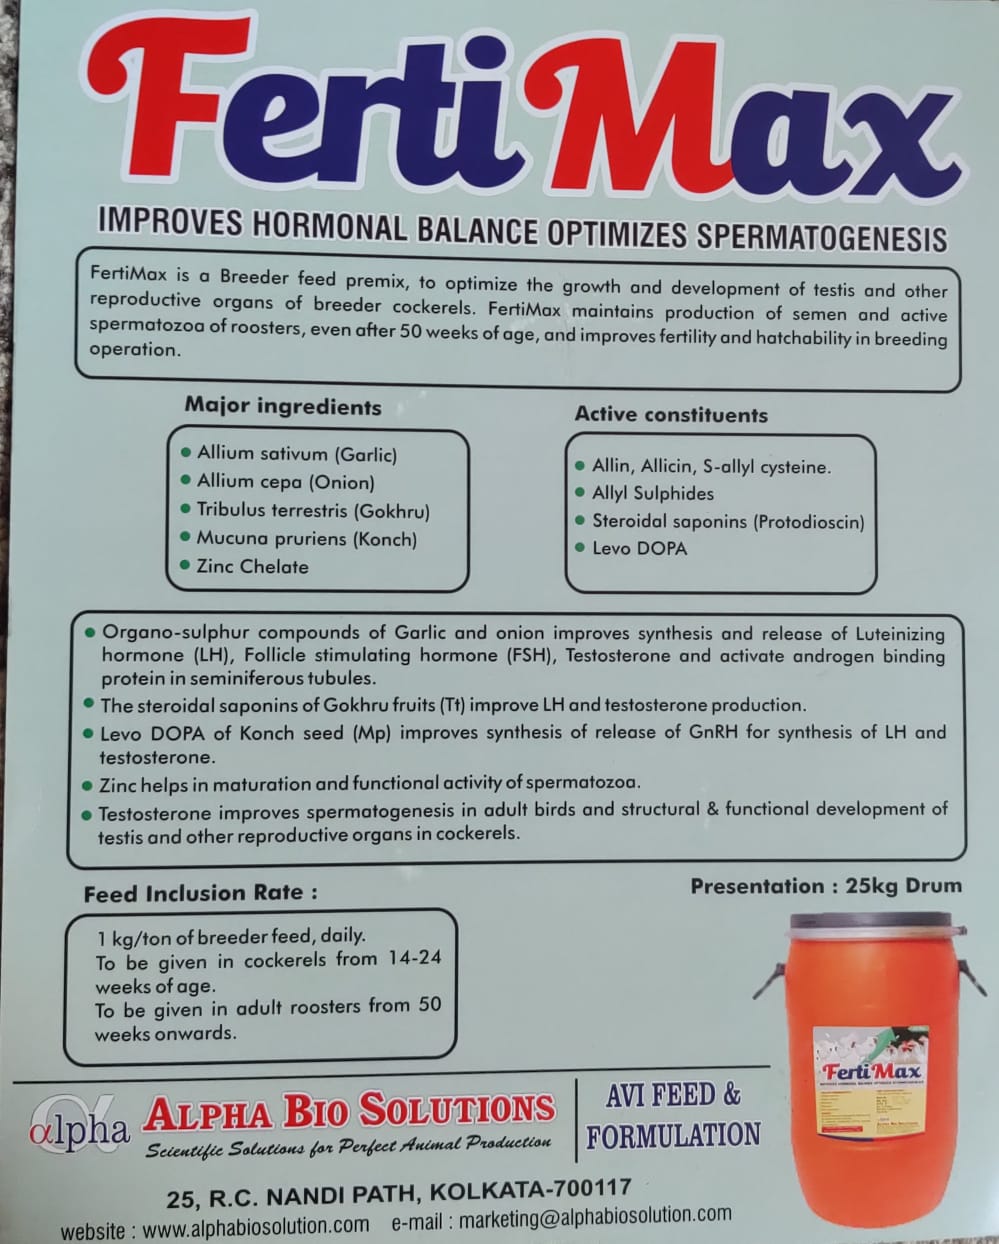 FertiMax
IMPROVES HORMONAL BALANCE OPTIMIZES SPERMATOGENESIS
FertiMax is a Breeder feed premix, to optimize the growth and development of testis and other
reproductive organs of breeder cockerels. FertiMax maintains production of semen and active
spermatozoa of roosters, even after 50 weeks of age, and improves fertility and hatchability in breeding
operation.
Major ingredients
• Allium sativum (Garlic)
• Allium cepa (Onion)
• Tribulus terrestris (Gokhru)
• Mucuna pruriens (Konch)
• Zinc Chelate
Active constituents
• Allin, Allicin, S-allyl cysteine.
• Allyl Sulphides
• Steroidal saponins (Protodioscin)
• Levo DOPA
• Organo-sulphur compounds of Garlic and onion improves synthesis and release of Luteinizing
hormone (LH), Follicle stimulating hormone (FSH), Testosterone and activate androgen binding
protein in seminiferous tubules.
• The steroidal saponins of Gokhru fruits (Tt) improve LH and testosterone production.
• Levo DOPA of Konch seed (Mp) improves synthesis of release of GnRH for synthesis of LH and
testosterone.
• Zinc helps in maturation and functional activity of spermatozoa.
• Testosterone improves spermatogenesis in adult birds and structural & functional development of
testis and other reproductive organs in cockerels.
Feed Inclusion Rate :
1 kg/ton of breeder feed, daily.
To be given in cockerels from 14-24
weeks of age.
To be given in adult roosters from 50
weeks onwards.
Presentation : 25kg Drum
FertiMax
IMPROVES HORMONAL BALANCE OPTIMIZES SPERMATOGENESIS
ALPHA BIO SOLUTIONS
αlpha
ALPHA BIO SOLUTIONS
Scientific Solutions for Perfect Animal Production
AVI FEED &
FORMULATION
25, R.C. NANDI PATH, KOLKATA-700117
website : www.alphabiosolution.com e-mail : marketing@alphabiosolution.com